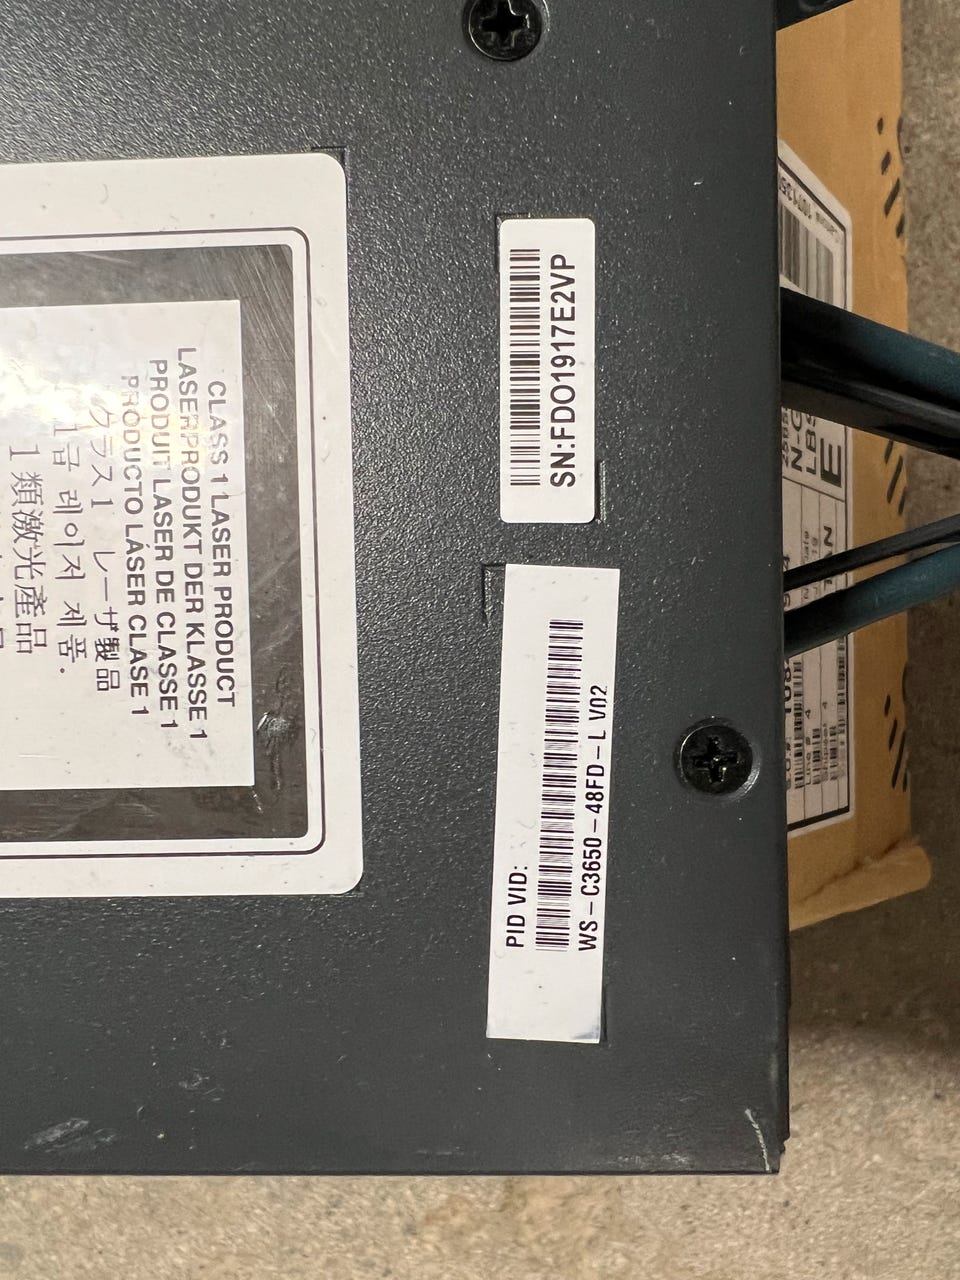 SN:FDO1917E2VP
PID VID:
WS-C3650-48FD-L V02
CLASS 1 LASER PRODUCT
LASERPRODUKT DER KLASSE 1
PRODUIT LASER DE CLASSE 1
PRODUCTO LÁSER CLASE 1
クラス1 レーザ製品
1급 레이저 제품.
1 類激光產品
N-G
LBS
E